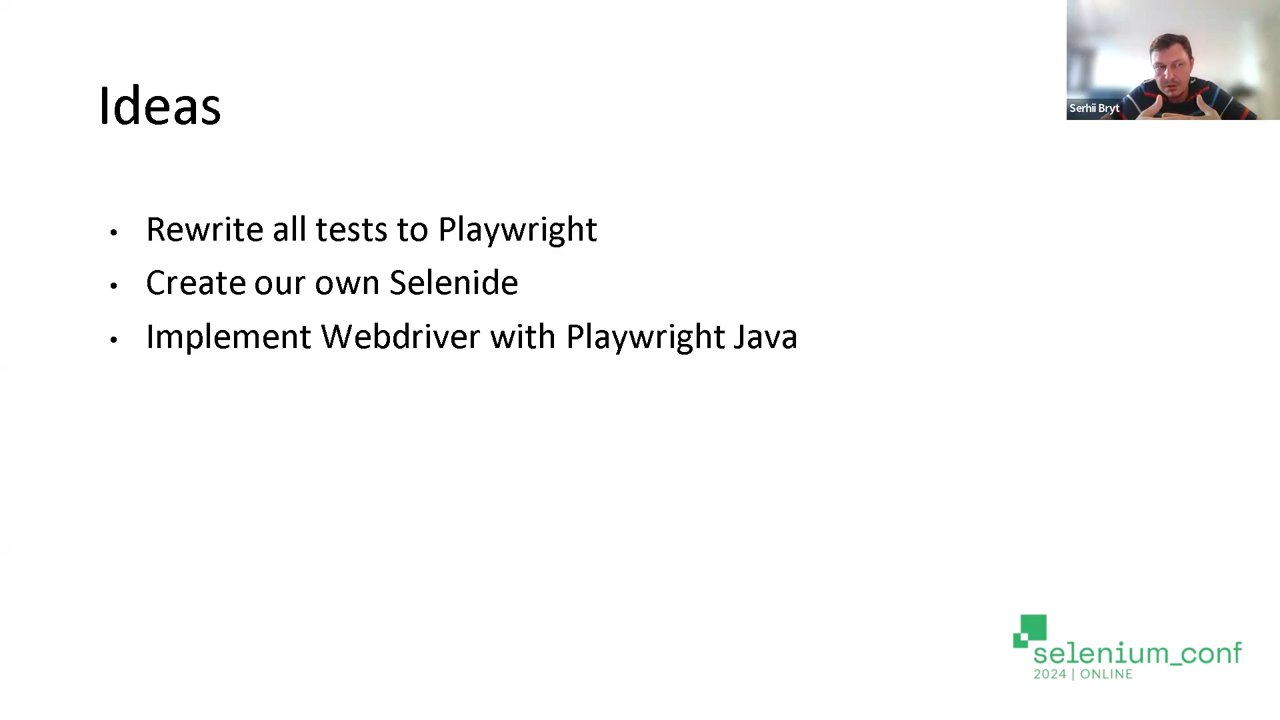 Ideas
Serhii Bryt
• Rewrite all tests to Playwright
• Create our own Selenide
• Implement Webdriver with Playwright Java
selenium_conf
2024 | ONLINE